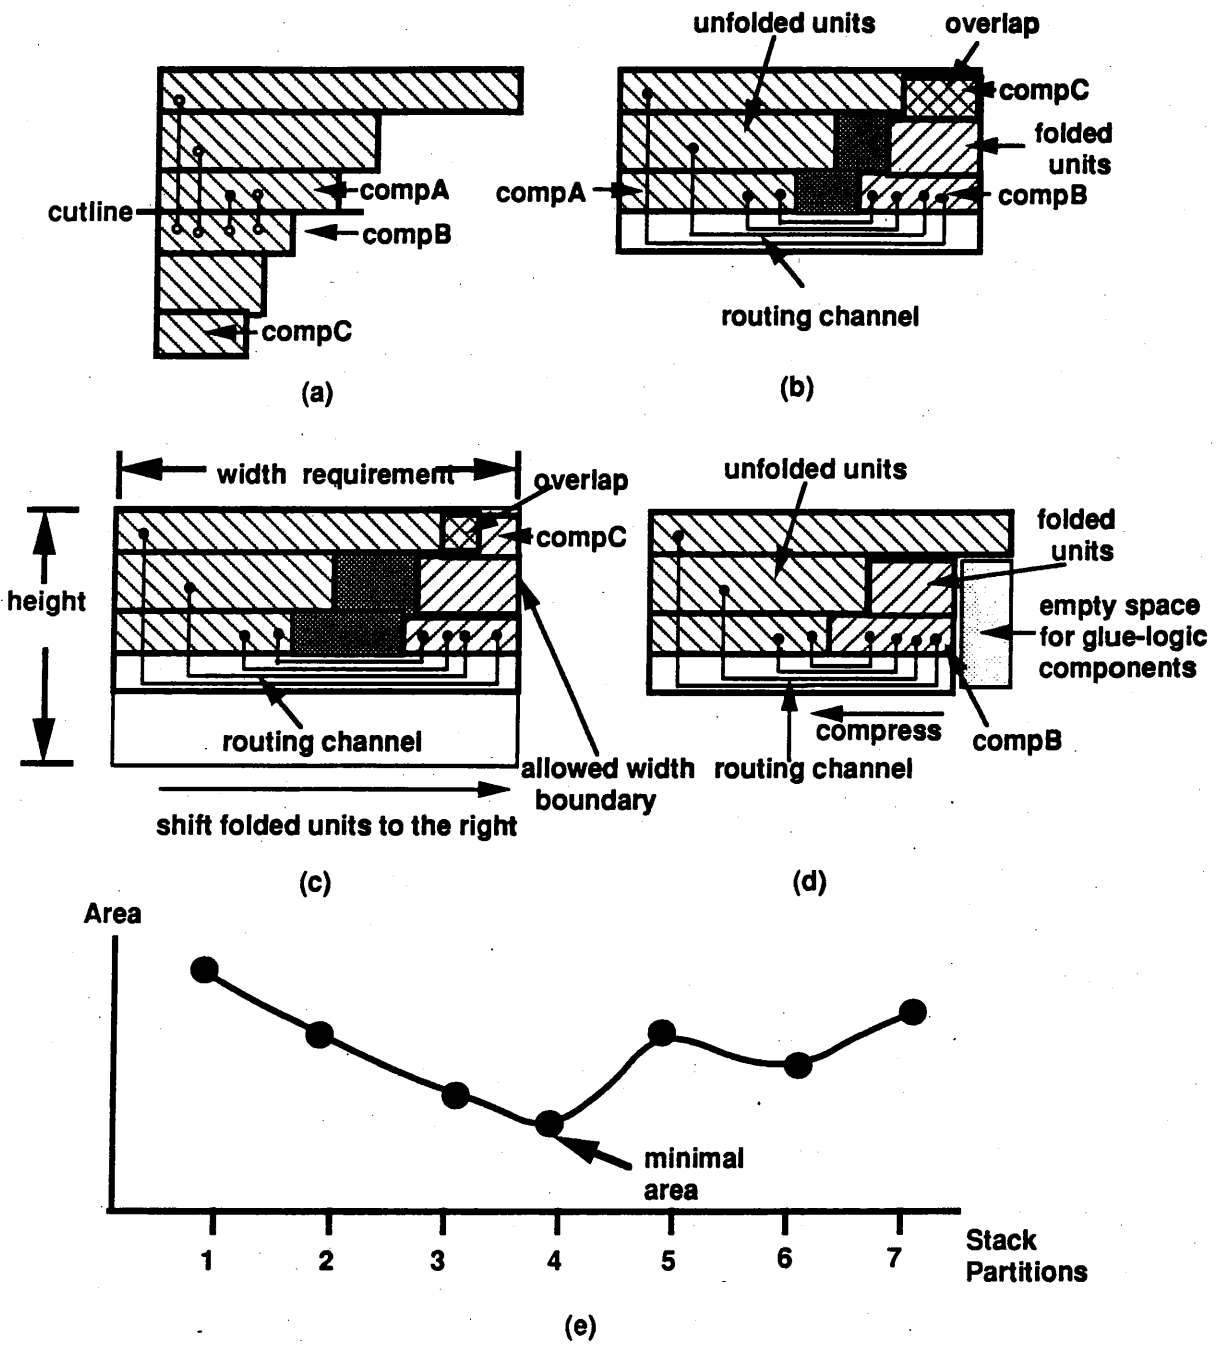 unfolded units
overlap
compA
cutline
compB
compC
(a)
compC
folded
units
compA
compB
routing channel
(b)
width requirement
overlap
compC
height
routing channel
allowed width
boundary
shift folded units to the right
(c)
unfolded units
folded
units
empty space
for glue-logic
components
compress
compB
routing channel
(d)
Area
minimal
area
1 2 3 4 5 6 7
Stack
Partitions
(e)